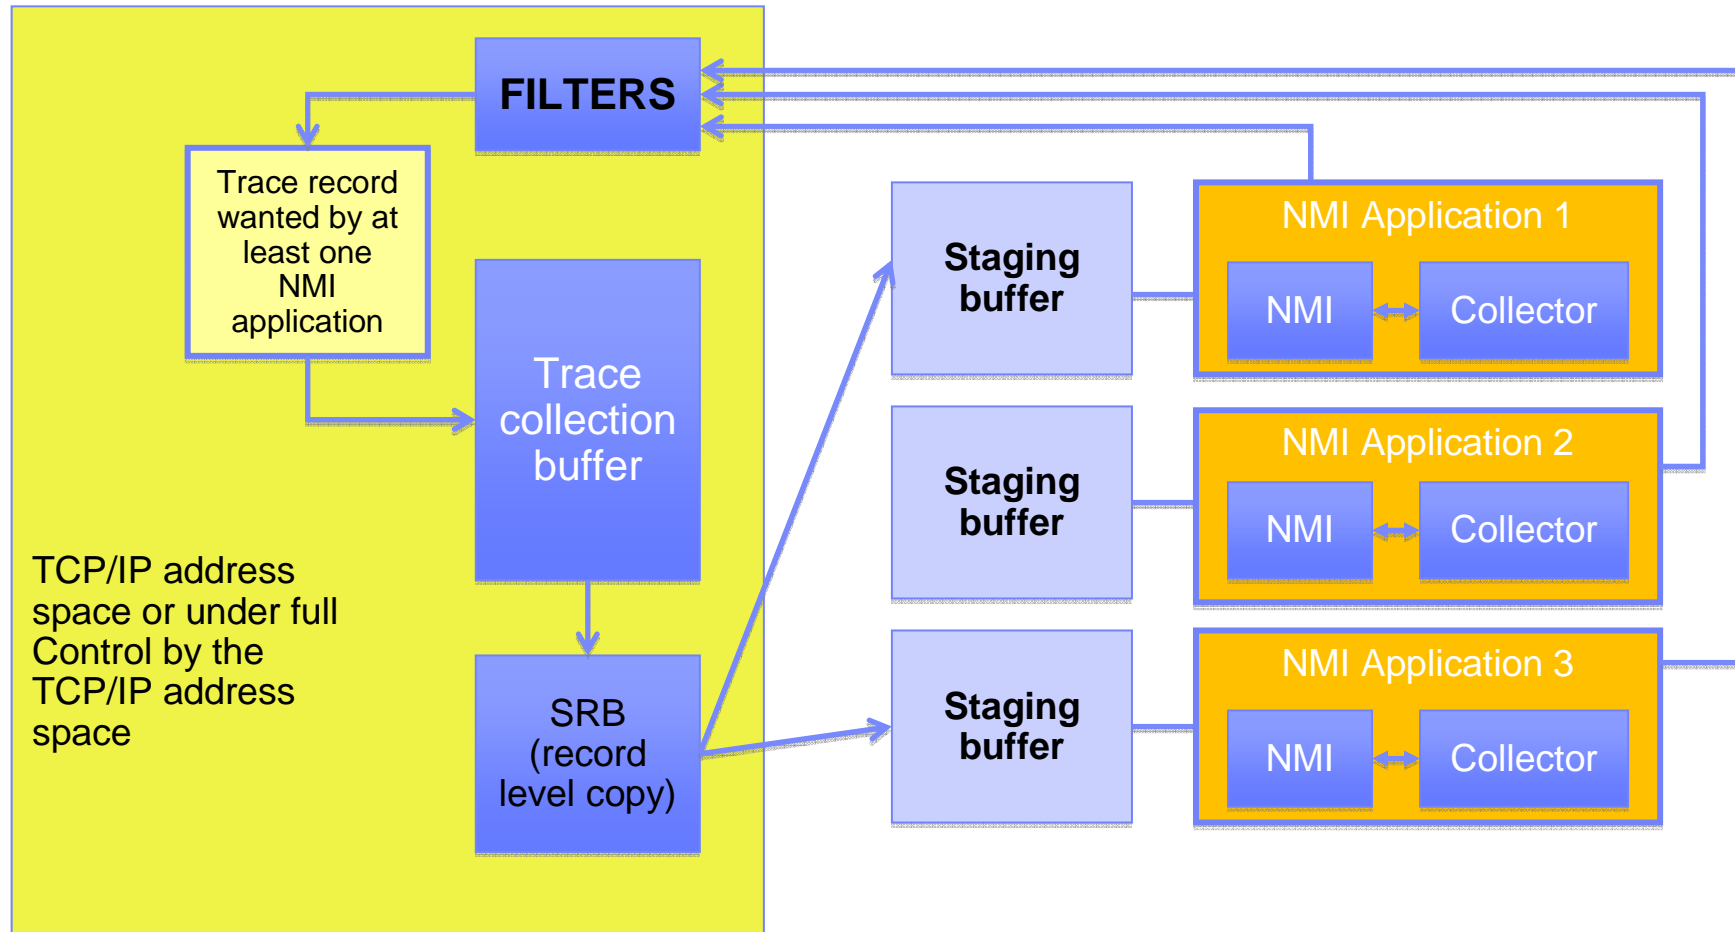 FILTERS
Trace record
wanted by at
least one
NMI
application
Trace
collection
buffer
TCP/IP address
space or under full
Control by the
TCP/IP address
space
SRB
(record
level copy)
Staging
buffer
NMI Application 1
NMI
Collector
Staging
buffer
NMI Application 2
NMI
Collector
Staging
buffer
NMI Application 3
NMI
Collector